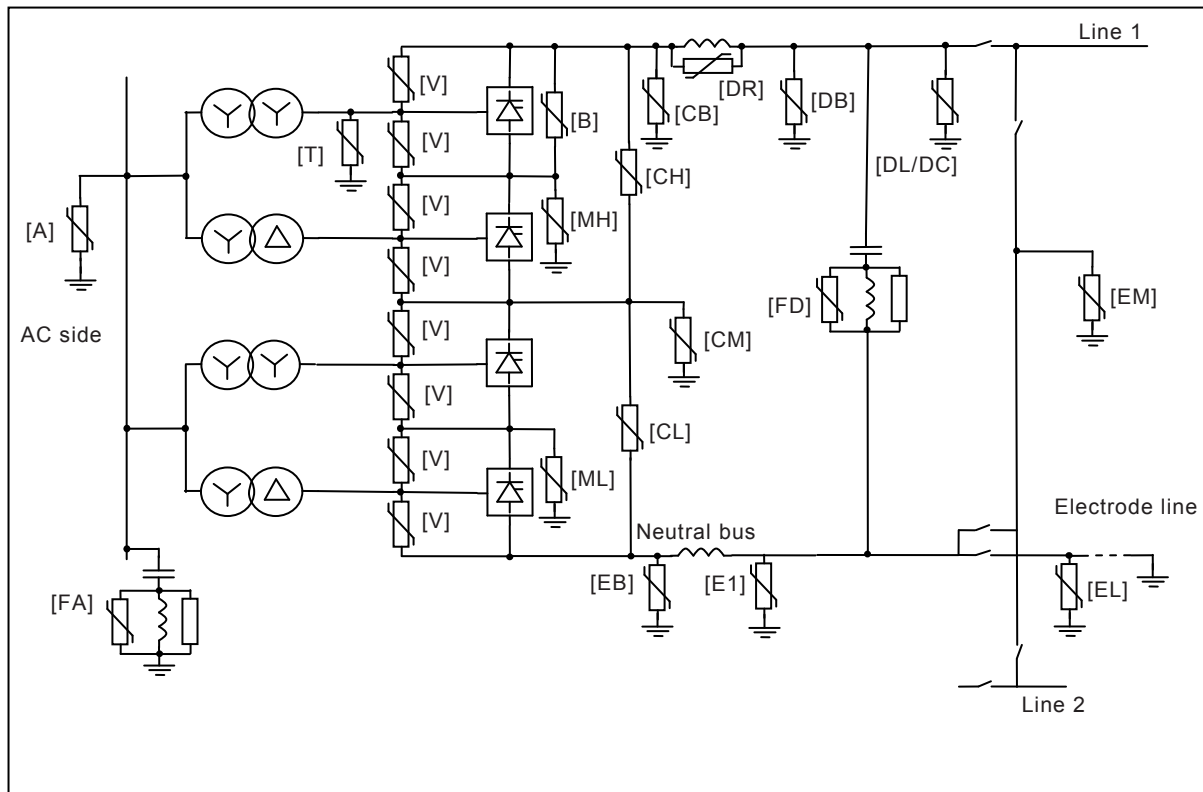 Line 1
[V]
[DR]
[B]
[CB]
[DB]
[T]
[V]
[DL/DC]
[CH]
[V]
[MH]
[A]
[V]
[FD]
[EM]
AC side
[V]
[CM]
[V]
[CL]
[V]
[ML]
Electrode line
[V]
Neutral bus
[EB]
[E1]
[EL]
[FA]
Line 2